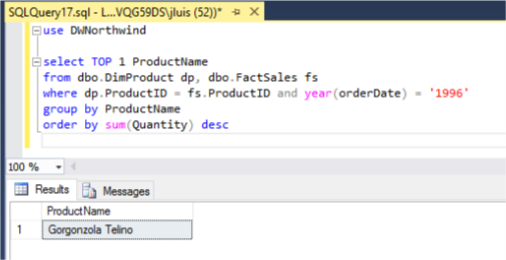 SQLQuery17.sql - L...VQG59DS\jluis (52))*
use DWNorthwind
select TOP 1 ProductName
from dbo.DimProduct dp, dbo.FactSales fs
where dp.ProductID = fs.ProductID and year(orderDate) = '1996'
group by ProductName
order by sum(Quantity) desc
100 %
Results Messages
ProductName
1 Gorgonzola Telino